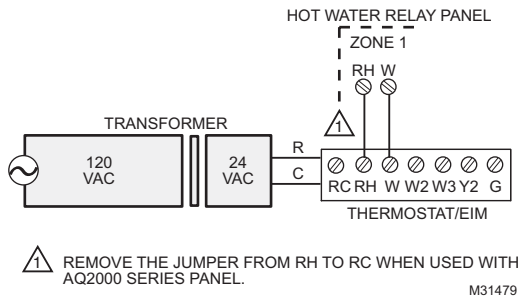 HOT WATER RELAY PANEL
ZONE 1
RH W
TRANSFORMER
1
R
120
VAC
24
VAC
C
RC RH W W2 W3 Y2 G
THERMOSTAT/EIM
1 REMOVE THE JUMPER FROM RH TO RC WHEN USED WITH
AQ2000 SERIES PANEL.
M31479